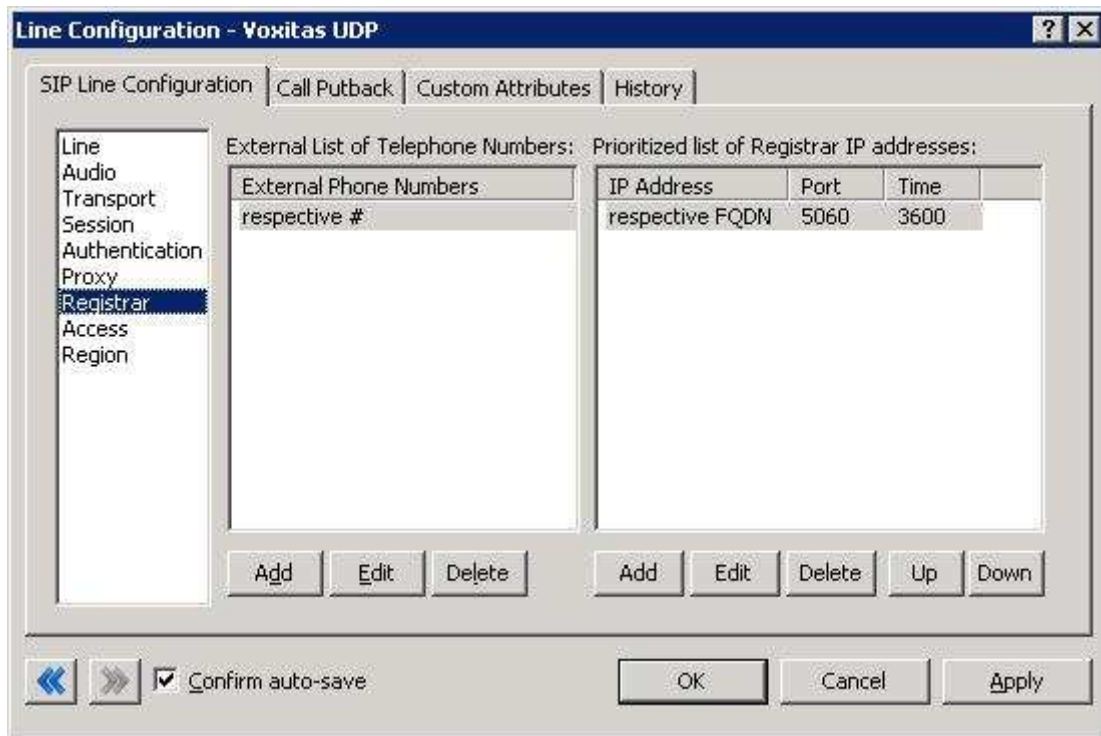 Line Configuration - Voxitas UDP
SIP Line Configuration
Call Putback
Custom Attributes
History
Line
Audio
Transport
Session
Authentication
Proxy
Registrar
Access
Region
External List of Telephone Numbers:
External Phone Numbers
respective #
Add
Edit
Delete
Prioritized list of Registrar IP addresses:
IP Address Port Time
respective FQDN 5060 3600
Add
Edit
Delete
Up
Down
Confirm auto-save
OK
Cancel
Apply